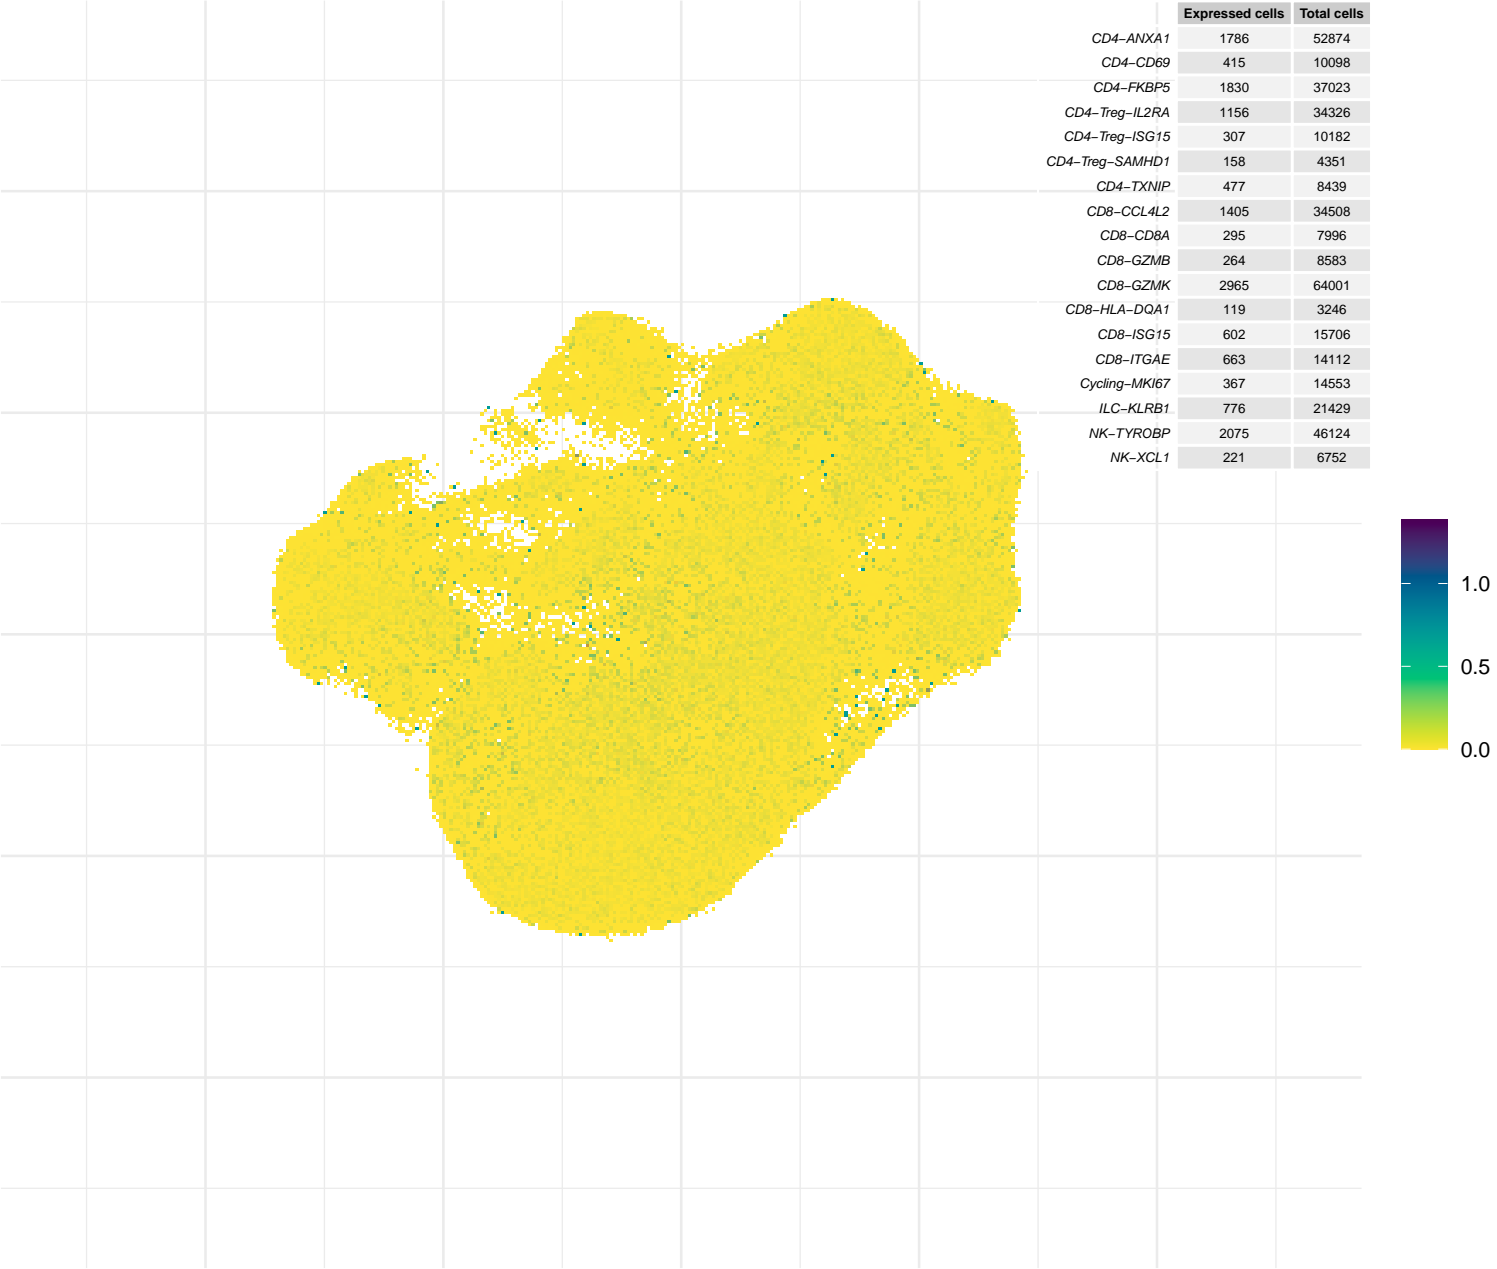 Expressed cells Total cells
CD4−ANXA1 1786 52874
CD4−CD69 415 10098
CD4−FKBP5 1830 37023
CD4−Treg−IL2RA 1156 34326
CD4−Treg−ISG15 307 10182
CD4−Treg−SAMHD1 158 4351
CD4−TXNIP 477 8439
CD8−CCL4L2 1405 34508
CD8−CD8A 295 7996
CD8−GZMB 264 8583
CD8−GZMK 2965 64001
CD8−HLA−DQA1 119 3246
CD8−ISG15 602 15706
CD8−ITGAE 663 14112
Cycling−MKI67 367 14553
ILC−KLRB1 776 21429
NK−TYROBP 2075 46124
NK−XCL1 221 6752
1.0
0.5
0.0